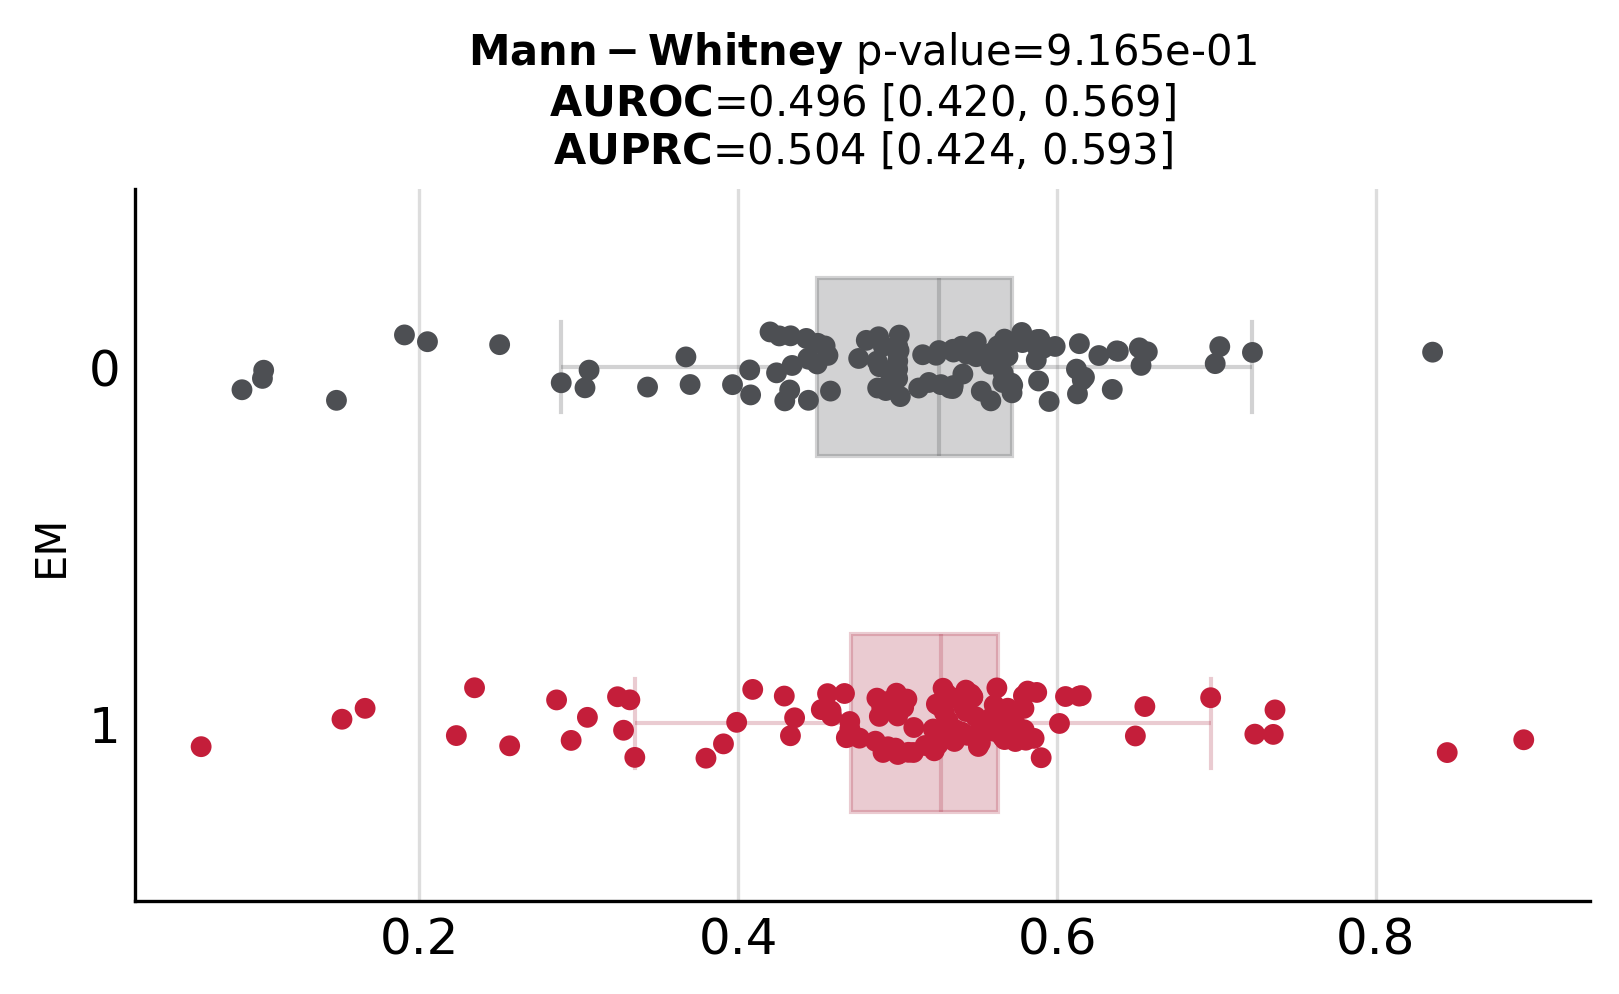 Mann − Whitney p-value=9.165e-01
AUROC=0.496 [0.420, 0.569]
AUPRC=0.504 [0.424, 0.593]
0
EM
1
0.2 0.4 0.6 0.8